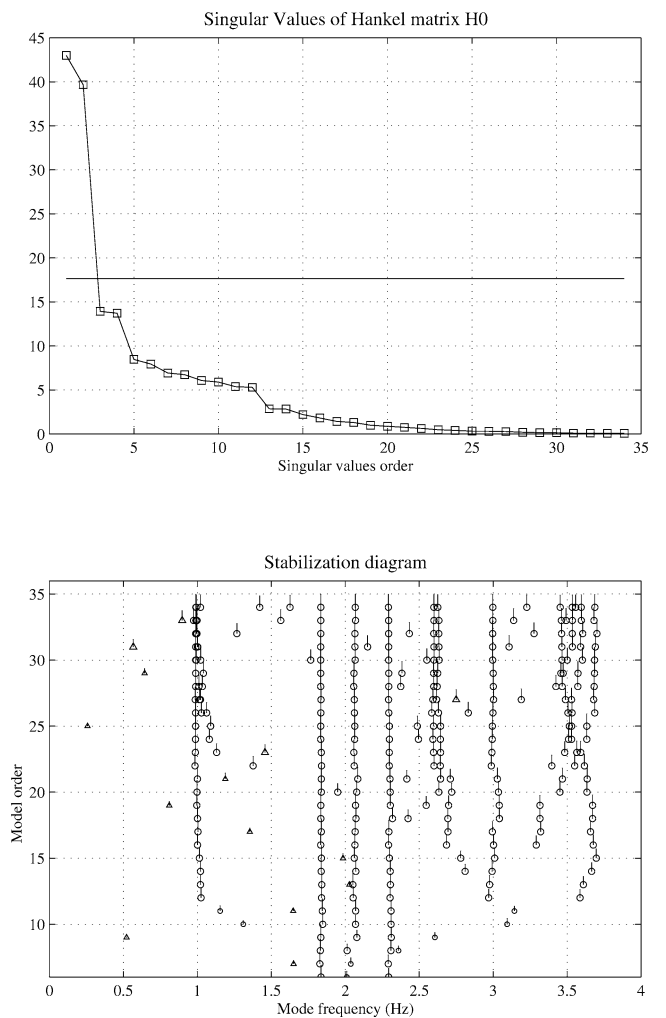 Singular Values of Hankel matrix H0
45
40
35
30
25
20
15
10
5
0
0 5 10 15 20 25 30 35
Singular values order
Stabilization diagram
Model order
35
30
25
20
15
10
0 0.5 1 1.5 2 2.5 3 3.5 4
Mode frequency (Hz)